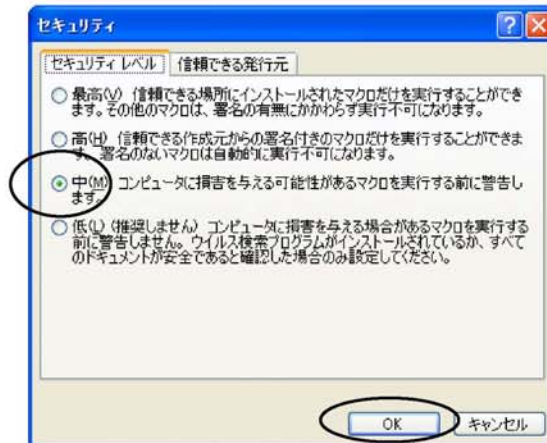 セキュリティ
セキュリティ レベル 信頼できる発行元
最高(V) 信頼できる場所にインストールされたマクロだけを実行することができ
ます。その他のマクロは、署名の有無にかかわらず実行不可になります。
高(H) 信頼できる作成元からの署名付きのマクロだけを実行することができま
す。署名のないマクロは自動的に実行不可になります。
中(M) コンピュータに損害を与える可能性があるマクロを実行する前に警告し
ます。
低(L) (推奨しません) コンピュータに損害を与える場合があるマクロを実行する
前に警告しません。ウイルス検索プログラムがインストールされているか、すべて
のドキュメントが安全であると確認した場合のみ設定してください。
OK キャンセル